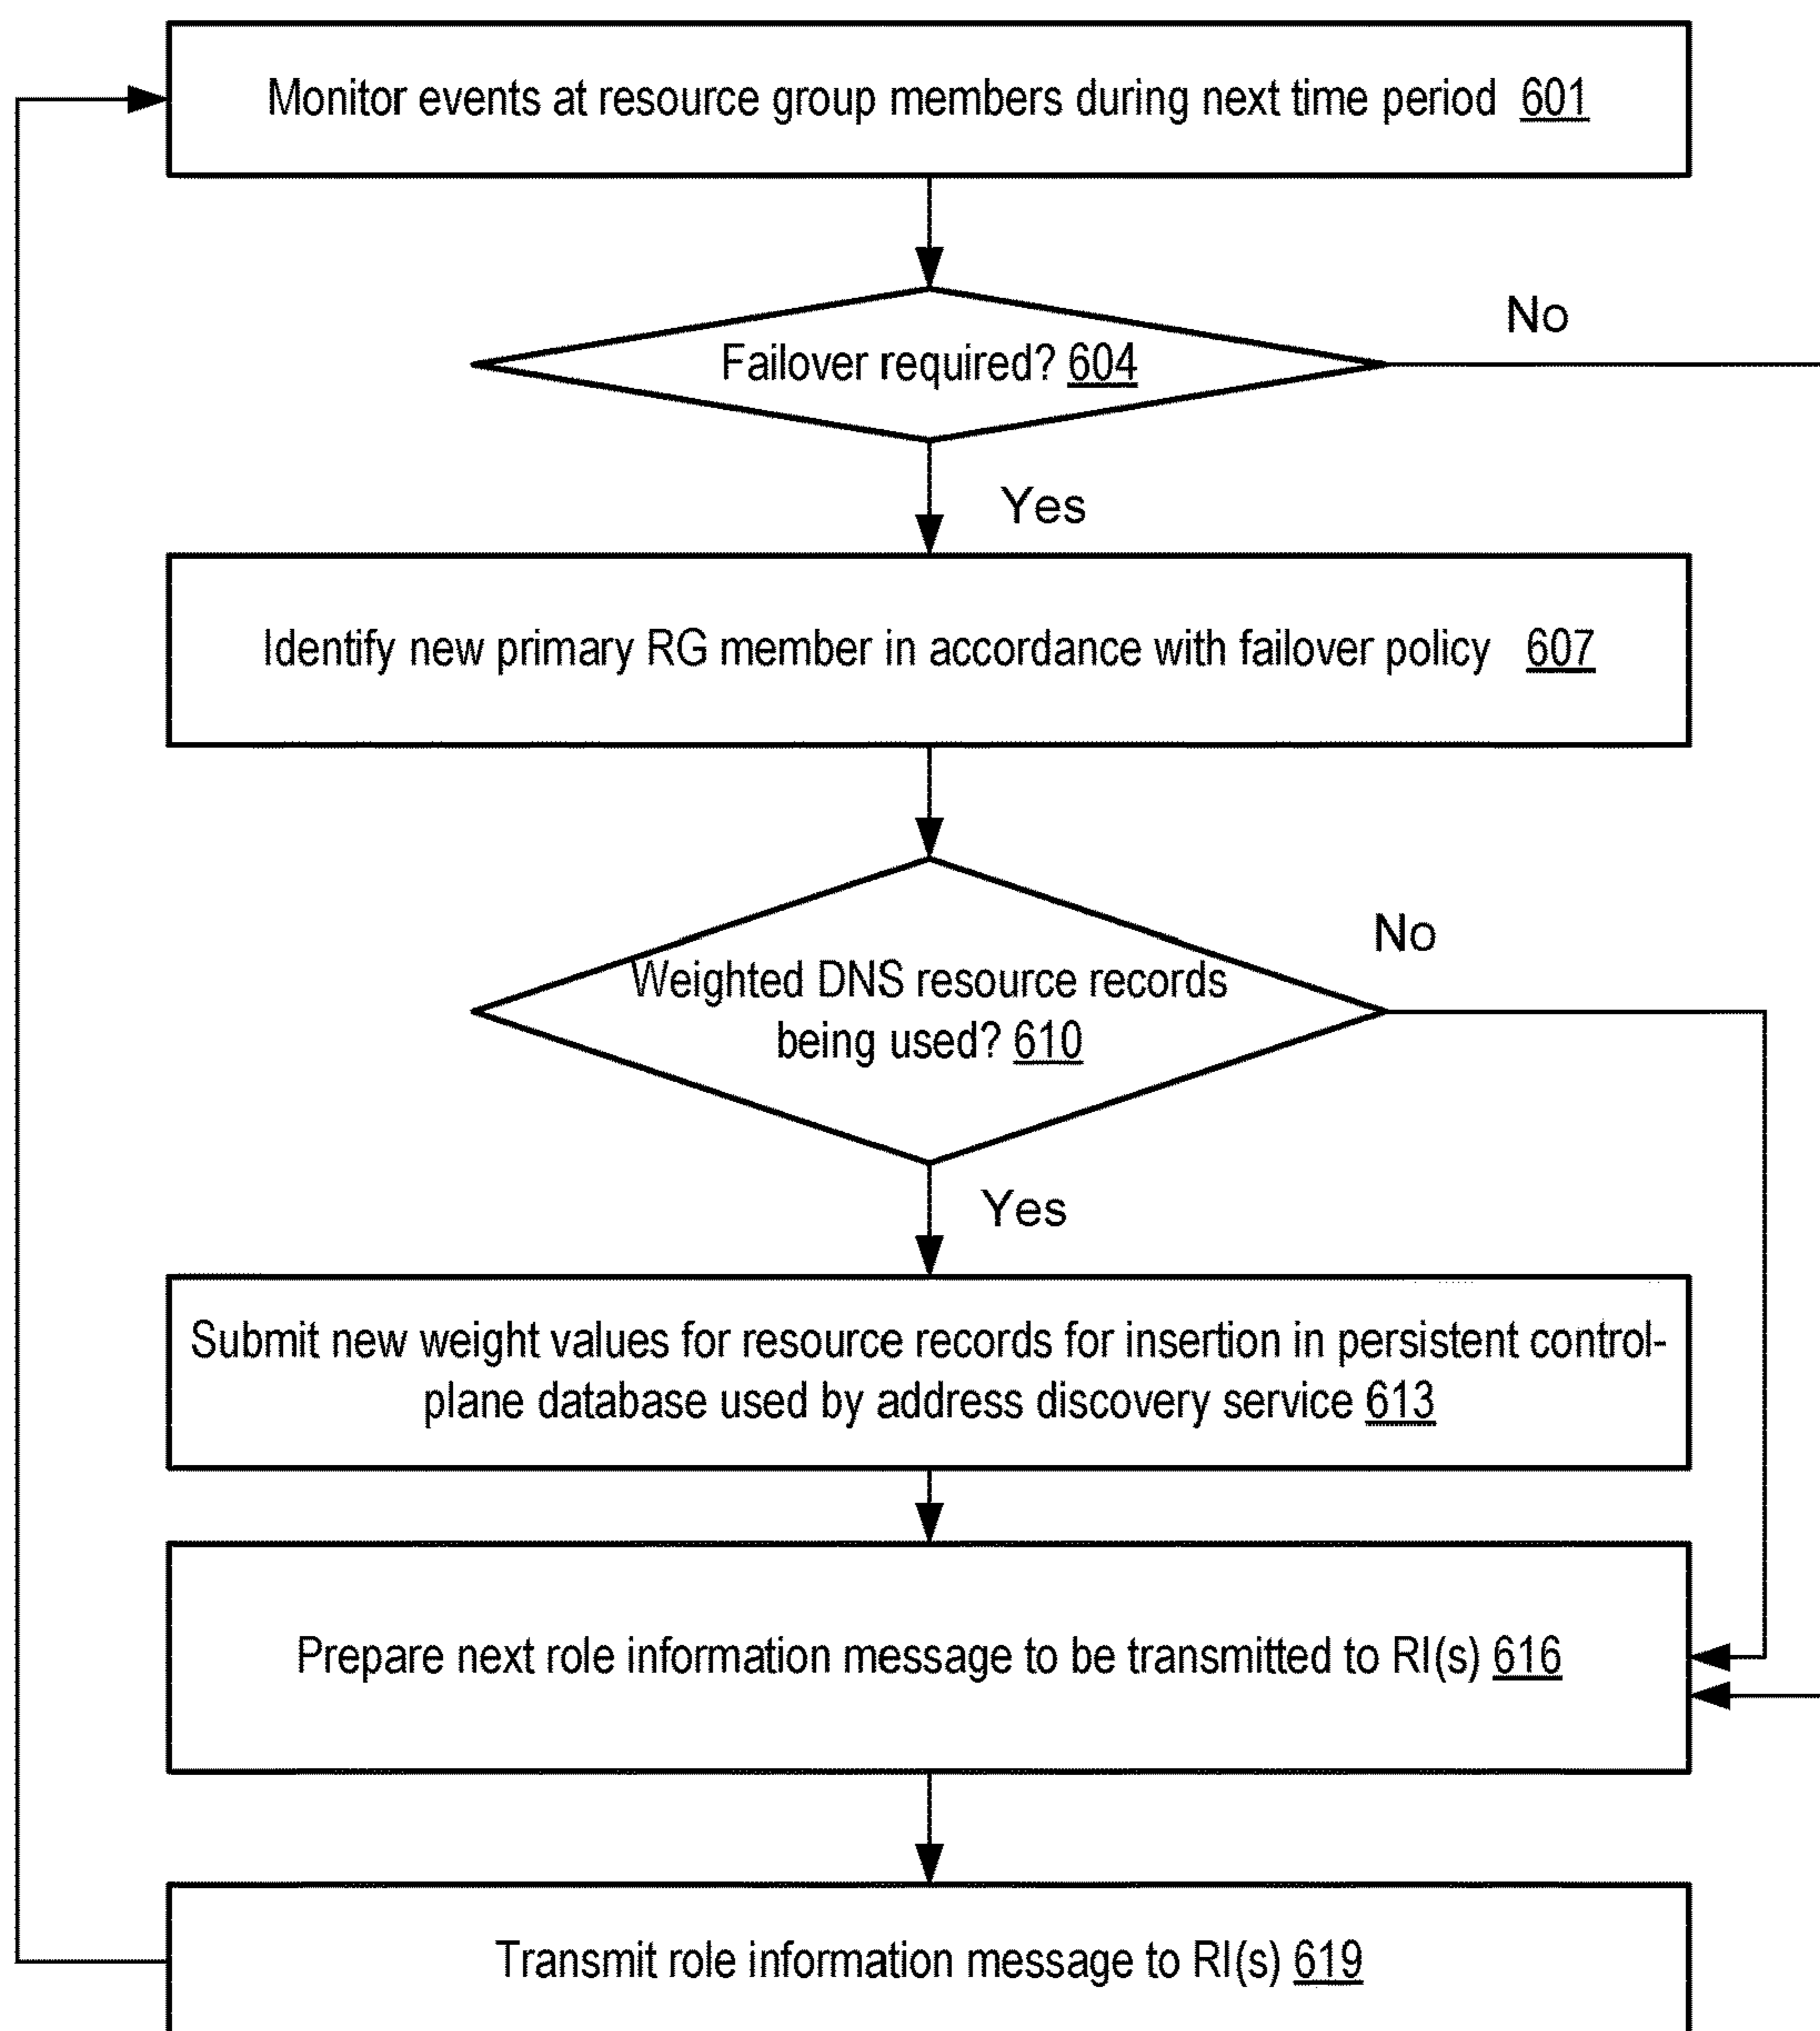 Monitor events at resource group members during next time period 601
No
Failover required? 604
Yes
Identify new primary RG member in accordance with failover policy 607
No
Weighted DNS resource records
being used? 610
Yes
Submit new weight values for resource records for insertion in persistent control-
plane database used by address discovery service 613
Prepare next role information message to be transmitted to RI(s) 616
Transmit role information message to RI(s) 619